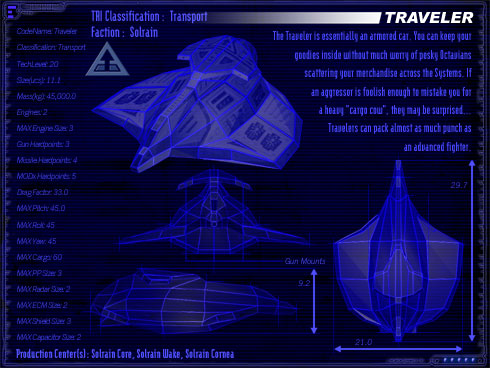 TRI Classification : Transport
Faction : Solrain
TRAVELER
The Traveler is essentially an armored car. You can keep your
goodies inside without much worry of pesky Octavians
scattering your merchandise across the Systems. If
an aggressor is foolish enough to mistake you for
a heavy "cargo cow", they may be surprised....
Travelers can pack almost as much punch as
an advanced fighter.
CodeName: Traveler
Classification: Transport
TechLevel: 20
Size(ucs): 11.1
Mass(kg): 45,000.0
Engines: 2
MAX Engine Size: 3
Gun Hardpoints: 3
Missile Hardpoints: 4
MODx Hardpoints: 5
Drag Factor: 33.0
MAX Pitch: 45.0
MAX Roll: 45
MAX Yaw: 45
MAX Cargo: 60
MAX PP Size: 3
MAX Radar Size: 2
MAX ECM Size: 2
MAX Shield Size: 3
MAX Capacitor Size: 2
Gun Mounts
9.2
29.7
21.0
Production Center(s): Solrain Core, Solrain Wake, Solrain Cornea